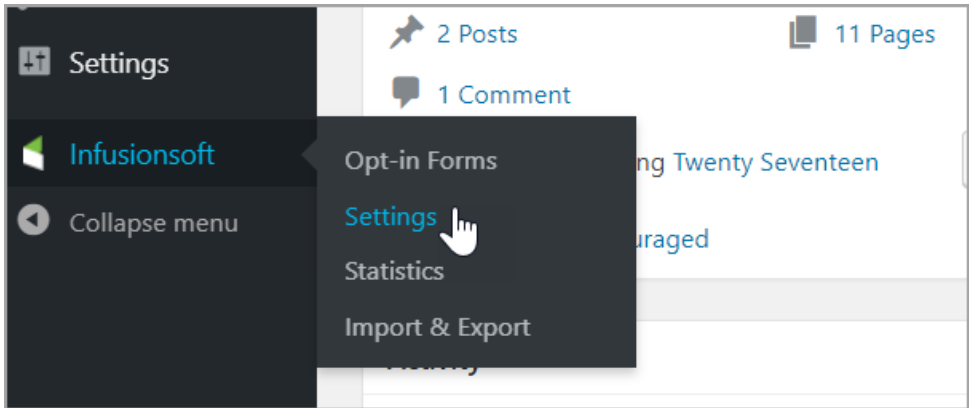 Settings
Infusionsoft
Collapse menu
Opt-in Forms
Settings
Statistics
Import & Export
2 Posts
11 Pages
1 Comment
ng Twenty Seventeen
uraged